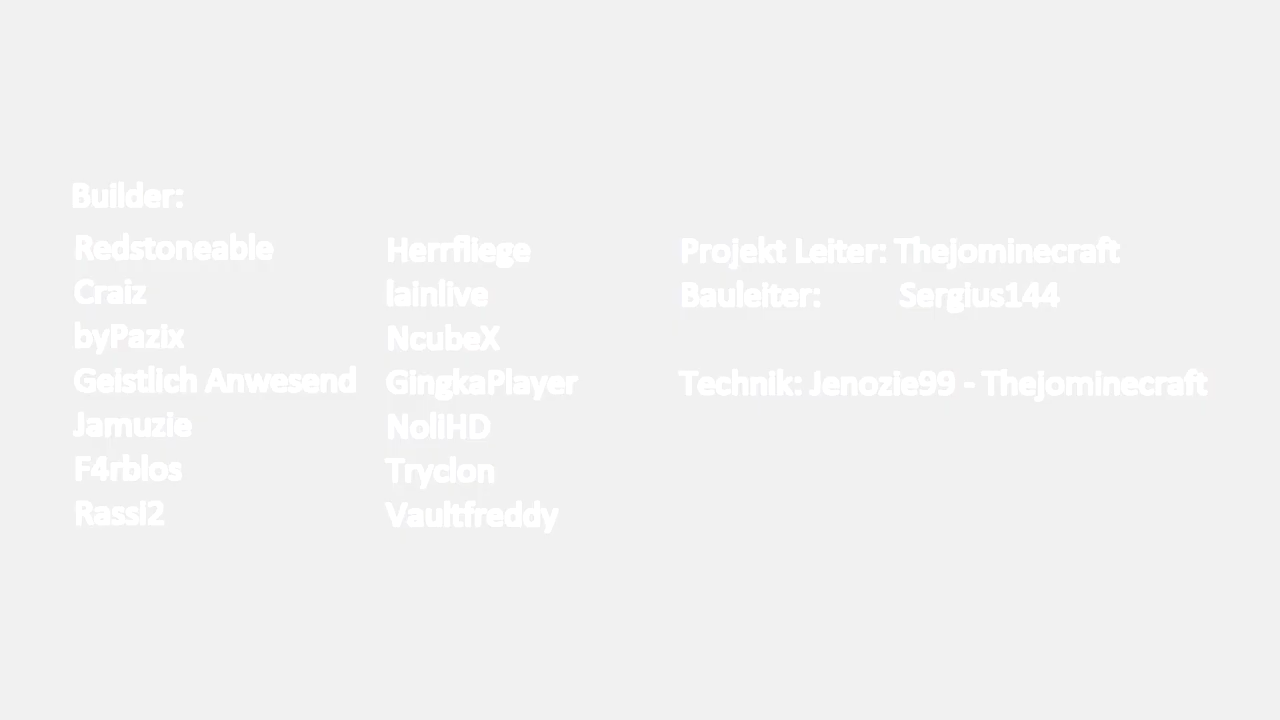 Builder:
Redstoneable
Craiz
byPazix
Geistlich Anwesend
Jamuzie
F4rblos
Rassl2
Herrfliege
lainlive
NcubeX
GingkaPlayer
NollHD
Tryclon
Vaultfreddy
Projekt Leiter: Thejominecraft
Bauleiter: Sergius144
Technik: Jenozie99 - Thejominecraft